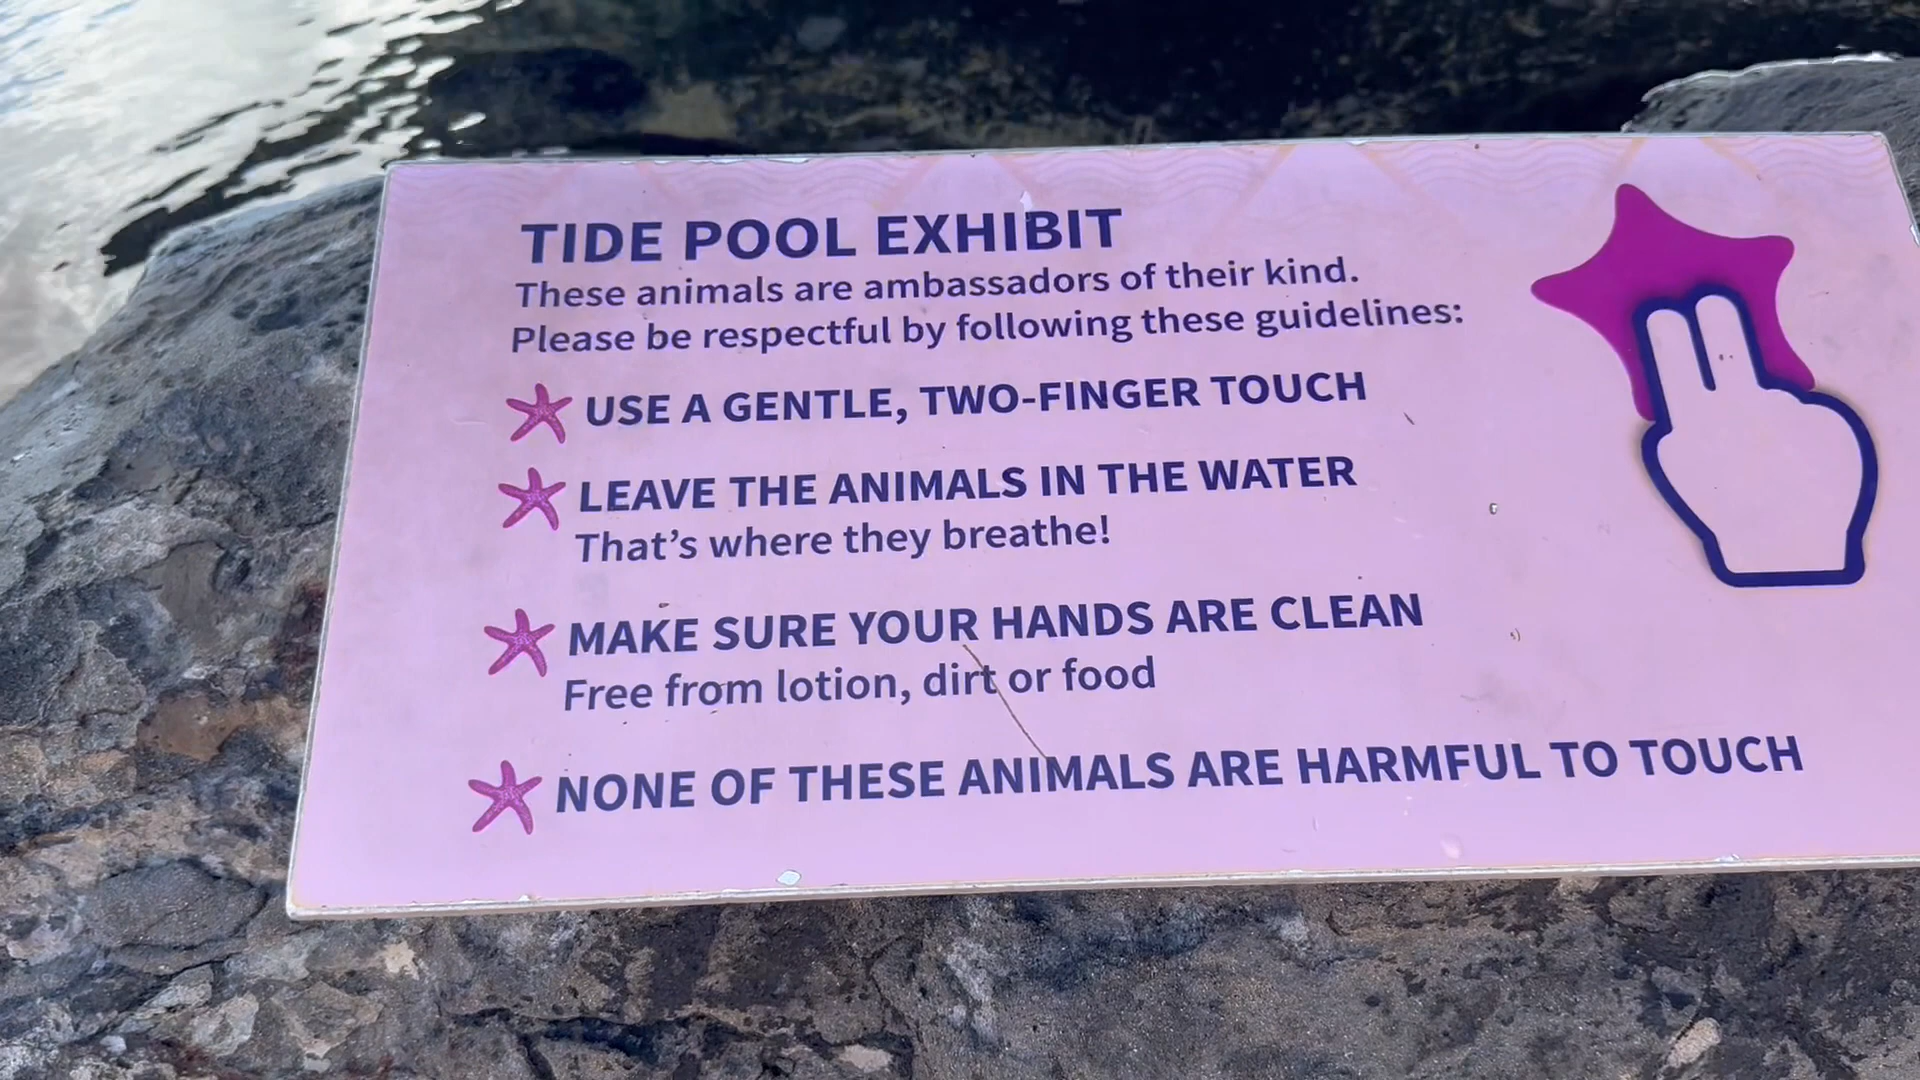 TIDE POOL EXHIBIT
These animals are ambassadors of their kind.
Please be respectful by following these guidelines:
USE A GENTLE, TWO-FINGER TOUCH
LEAVE THE ANIMALS IN THE WATER
That's where they breathe!
MAKE SURE YOUR HANDS ARE CLEAN
Free from lotion, dirt or food
NONE OF THESE ANIMALS ARE HARMFUL TO TOUCH